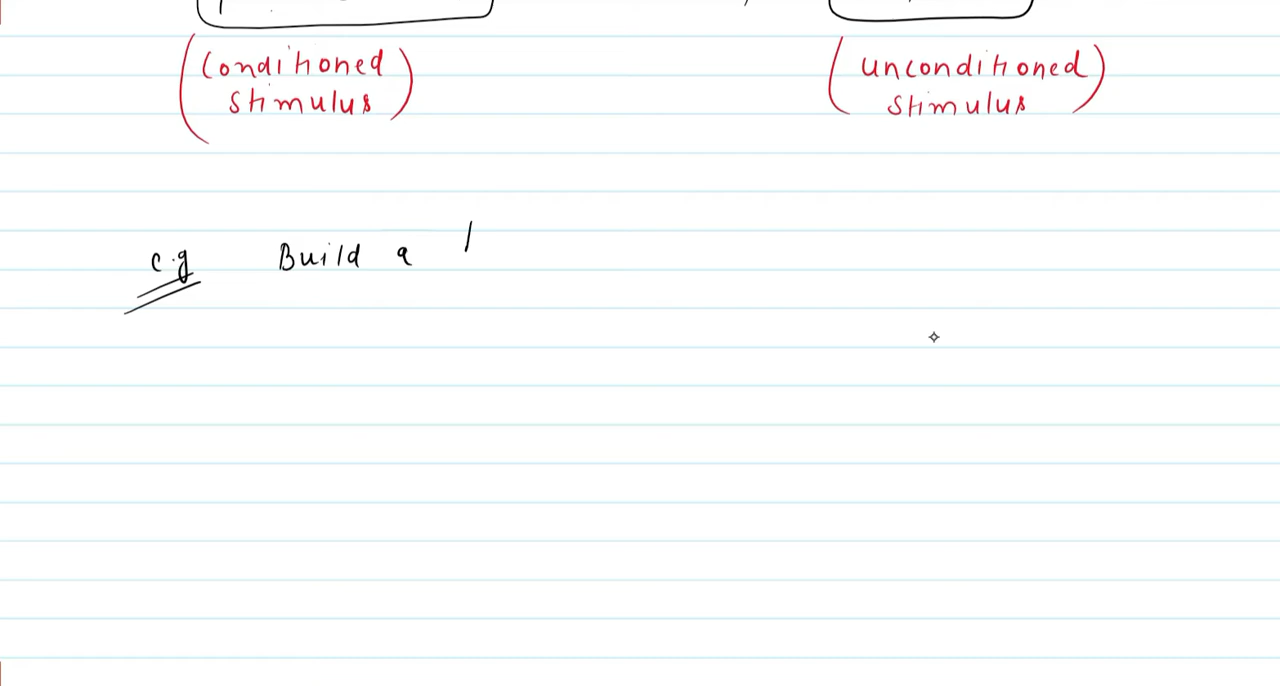 (Conditioned stimulus)
(unconditioned stimulus)
e.g Build a